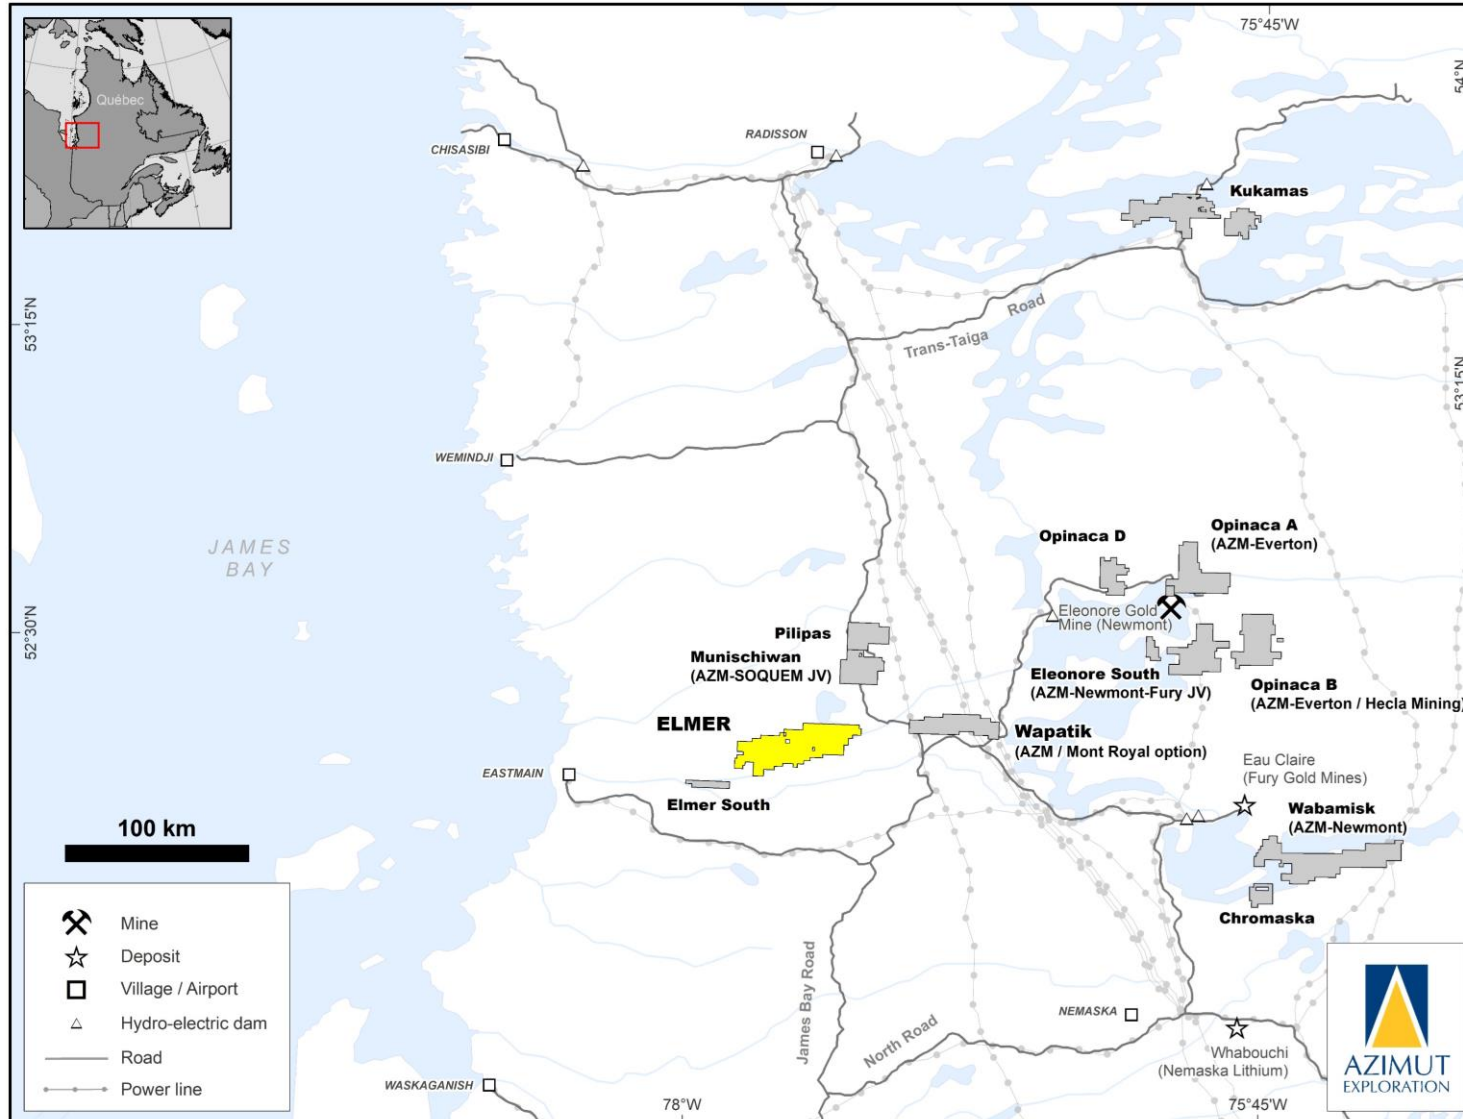 75°45'W
54°N
Québec
RADISSON
CHISASIBI
Kukamas
53°15'N
Trans-Taiga Road
53°15'N
WEMINDJI
JAMES
BAY
Opinaca D
Opinaca A
(AZM-Everton)
Eleonore Gold
Mine (Newmont)
52°30'N
Pilipas
Munischiwan
(AZM-SOQUEM JV)
Eleonore South
(AZM-Newmont-Fury JV)
Opinaca B
(AZM-Everton / Hecla Mining)
ELMER
Wapatik
(AZM / Mont Royal option)
EASTMAIN
Elmer South
Eau Claire
(Fury Gold Mines)
Wabamisk
(AZM-Newmont)
Chromaska
100 km
Mine
Deposit
Village / Airport
Hydro-electric dam
Road
Power line
James Bay Road
North Road
NEMASKA
Whabouchi
(Nemaska Lithium)
WASKAGANISH
78°W
75°45'W
AZIMUT
EXPLORATION